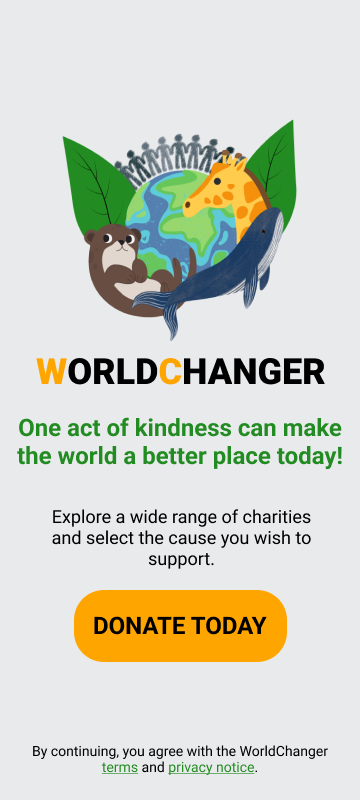 WORLDCHANGER
One act of kindness can make
the world a better place today!
Explore a wide range of charities
and select the cause you wish to
support.
DONATE TODAY
By continuing, you agree with the WorldChanger
terms and privacy notice.